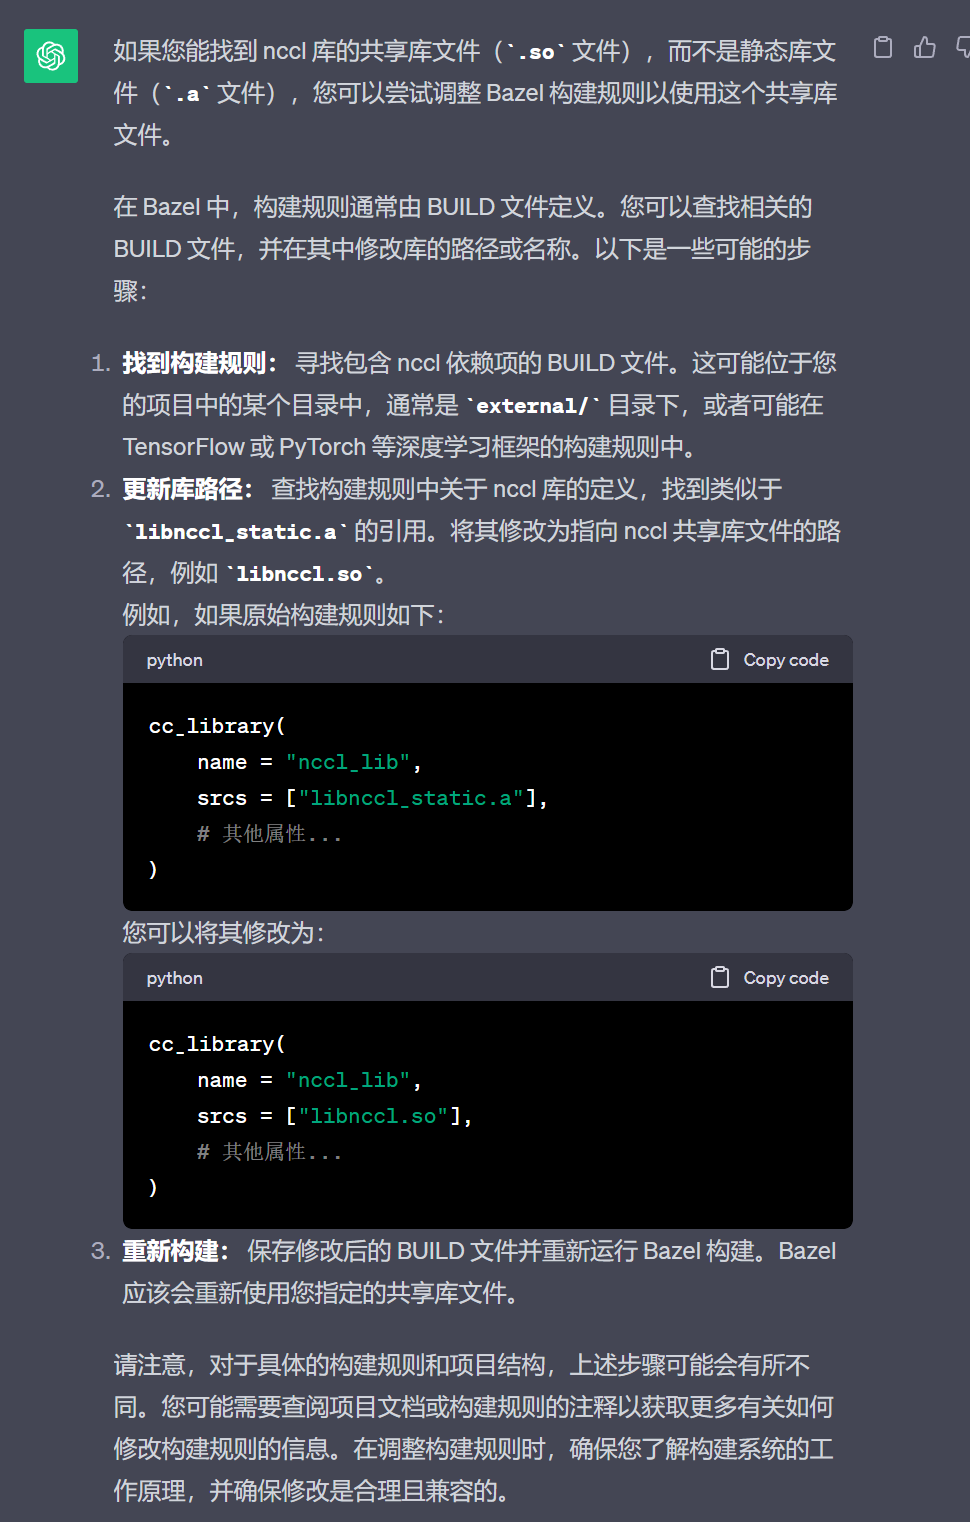 如果您能找到 nccl 库的共享库文件（`.so` 文件），而不是静态库文
件（`.a` 文件），您可以尝试调整 Bazel 构建规则以使用这个共享库
文件。
在 Bazel 中，构建规则通常由 BUILD 文件定义。您可以查找相关的
BUILD 文件，并在其中修改库的路径或名称。以下是一些可能的步
骤：
1. 找到构建规则： 寻找包含 nccl 依赖项的 BUILD 文件。这可能位于您
的项目中的某个目录中，通常是 `external/` 目录下，或者可能在
TensorFlow 或 PyTorch 等深度学习框架的构建规则中。
2. 更新库路径： 查找构建规则中关于 nccl 库的定义，找到类似于
`libnccl_static.a` 的引用。将其修改为指向 nccl 共享库文件的路
径，例如 `libnccl.so`。
例如，如果原始构建规则如下：
python Copy code
cc_library(
    name = "nccl_lib",
    srcs = ["libnccl_static.a"],
    # 其他属性...
)
您可以将其修改为：
python Copy code
cc_library(
    name = "nccl_lib",
    srcs = ["libnccl.so"],
    # 其他属性...
)
3. 重新构建： 保存修改后的 BUILD 文件并重新运行 Bazel 构建。Bazel
应该会重新使用您指定的共享库文件。
请注意，对于具体的构建规则和项目结构，上述步骤可能会有所不
同。您可能需要查阅项目文档或构建规则的注释以获取更多有关如何
修改构建规则的信息。在调整构建规则时，确保您了解构建系统的工
作原理，并确保修改是合理且兼容的。